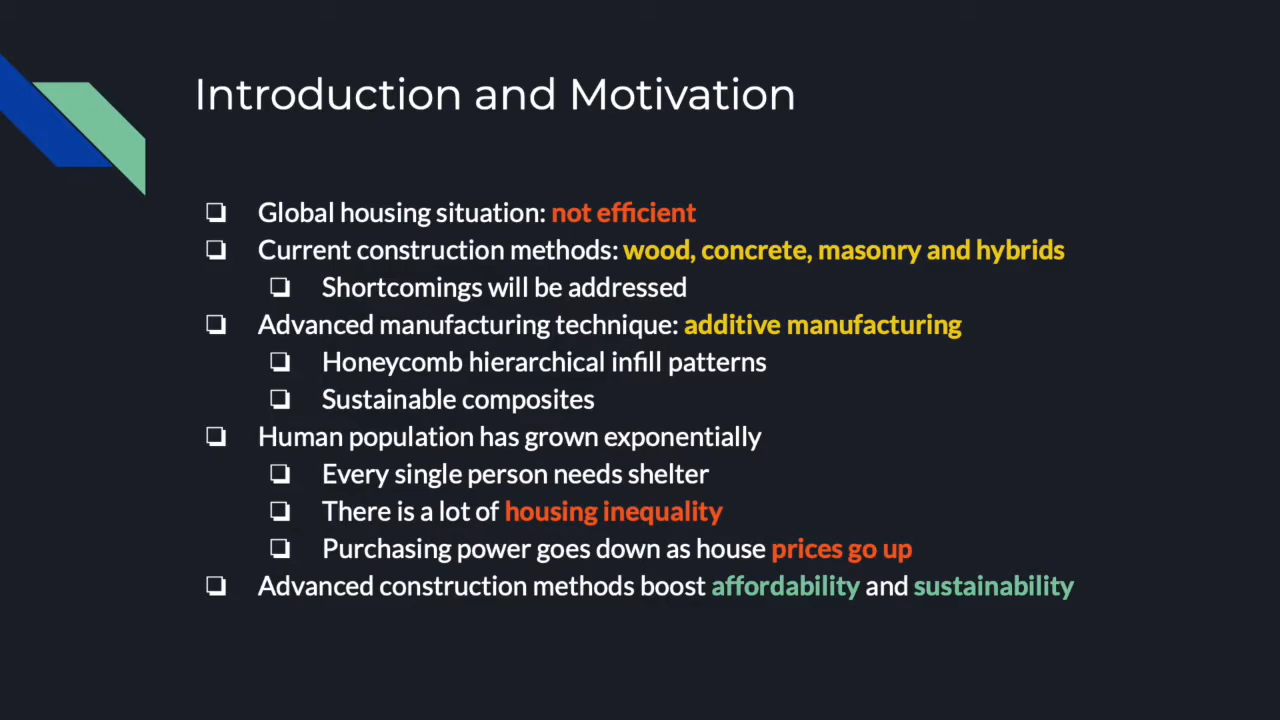 Introduction and Motivation
❏ Global housing situation: not efficient
❏ Current construction methods: wood, concrete, masonry and hybrids
❏ Shortcomings will be addressed
❏ Advanced manufacturing technique: additive manufacturing
❏ Honeycomb hierarchical infill patterns
❏ Sustainable composites
❏ Human population has grown exponentially
❏ Every single person needs shelter
❏ There is a lot of housing inequality
❏ Purchasing power goes down as house prices go up
❏ Advanced construction methods boost affordability and sustainability